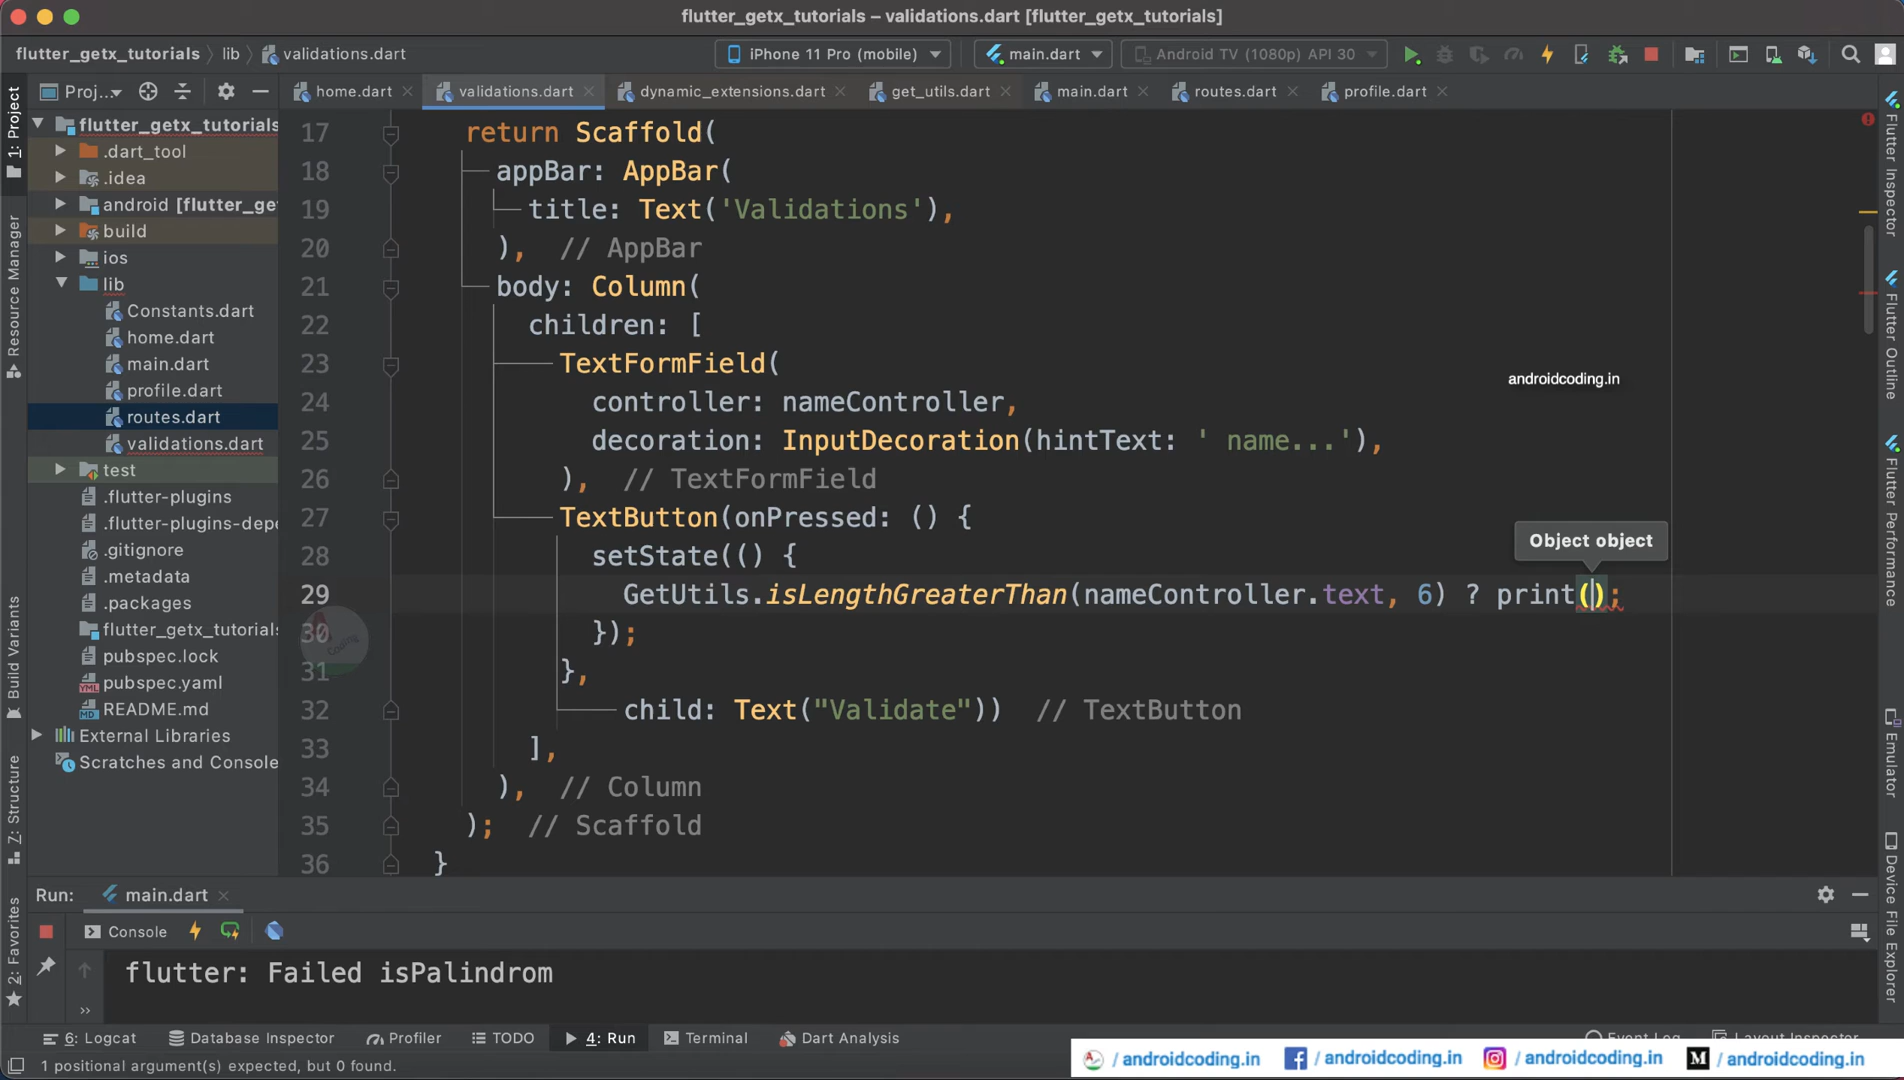 flutter_getx_tutorials – validations.dart [flutter_getx_tutorials]
flutter_getx_tutorials lib validations.dart iPhone 11 Pro (mobile) main.dart Android TV (1080p) API 30
Proj... home.dart validations.dart dynamic_extensions.dart get_utils.dart main.dart routes.dart profile.dart
1: Project
Resource Manager
Build Variants
Z: Structure
2: Favorites
flutter_getx_tutorials
.dart_tool
.idea
android [flutter_ge
build
ios
lib
Constants.dart
home.dart
main.dart
profile.dart
routes.dart
validations.dart
test
.flutter-plugins
.flutter-plugins-depe
.gitignore
.metadata
.packages
flutter_getx_tutorials
pubspec.lock
pubspec.yaml
README.md
External Libraries
Scratches and Console
17 return Scaffold(
18 appBar: AppBar(
19 title: Text('Validations'),
20 ), // AppBar
21 body: Column(
22 children: [
23 TextFormField(
24 controller: nameController,
25 decoration: InputDecoration(hintText: ' name...'),
26 ), // TextFormField
27 TextButton(onPressed: () {
28 setState(() {
29 GetUtils.isLengthGreaterThan(nameController.text, 6) ? print();
30 });
31 },
32 child: Text("Validate")) // TextButton
33 ],
34 ), // Column
35 ); // Scaffold
36 }
androidcoding.in
Object object
Coding
Flutter Inspector
Flutter Outline
Flutter Performance
Emulator
Device File Explorer
Run: main.dart
Console
flutter: Failed isPalindrom
6: Logcat Database Inspector Profiler TODO 4: Run Terminal Dart Analysis Event Log Layout Inspector
1 positional argument(s) expected, but 0 found.
/ androidcoding.in / androidcoding.in / androidcoding.in / androidcoding.in